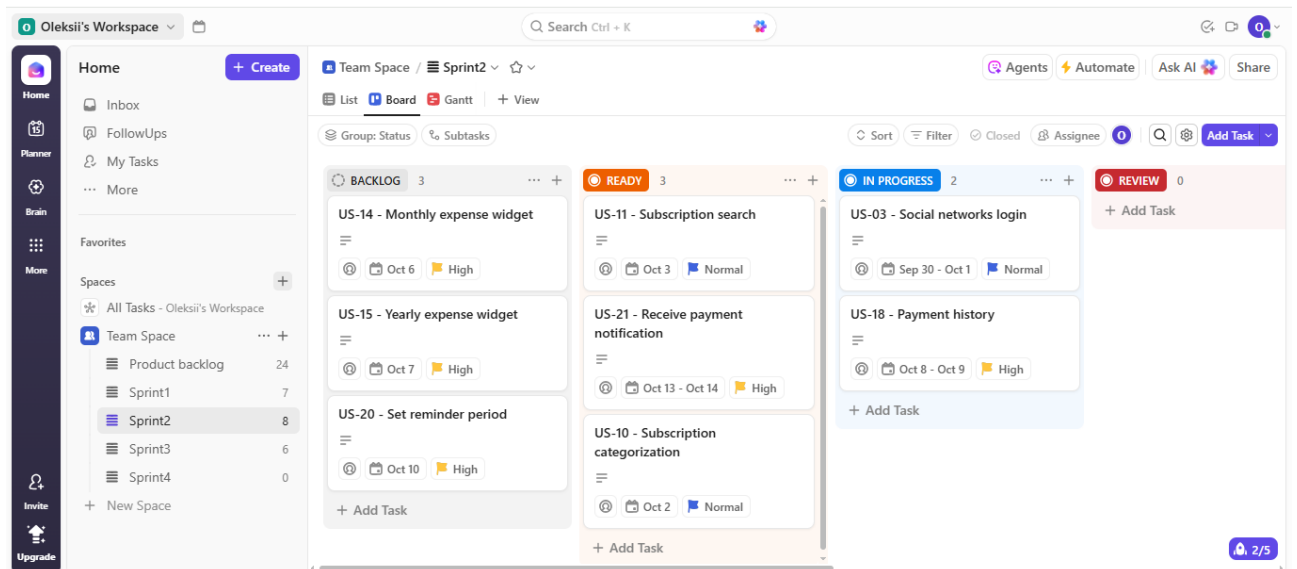 O Oleksii's Workspace
Search Ctrl + K
O
Home
Planner
Brain
More
Invite
Upgrade
15
Home
+ Create
Inbox
FollowUps
My Tasks
More
Favorites
Spaces
All Tasks - Oleksii's Workspace
Team Space
Product backlog 24
Sprint1 7
Sprint2 8
Sprint3 6
Sprint4 0
+ New Space
Team Space / Sprint2
Agents
Automate
Ask AI
Share
List
Board
Gantt
+ View
Group: Status
Subtasks
Sort
Filter
Closed
Assignee
O
Add Task
BACKLOG 3
US-14 - Monthly expense widget
Oct 6
High
US-15 - Yearly expense widget
Oct 7
High
US-20 - Set reminder period
Oct 10
High
+ Add Task
READY 3
US-11 - Subscription search
Oct 3
Normal
US-21 - Receive payment
notification
Oct 13 - Oct 14
High
US-10 - Subscription
categorization
Oct 2
Normal
+ Add Task
IN PROGRESS 2
US-03 - Social networks login
Sep 30 - Oct 1
Normal
US-18 - Payment history
Oct 8 - Oct 9
High
+ Add Task
REVIEW 0
+ Add Task
2/5